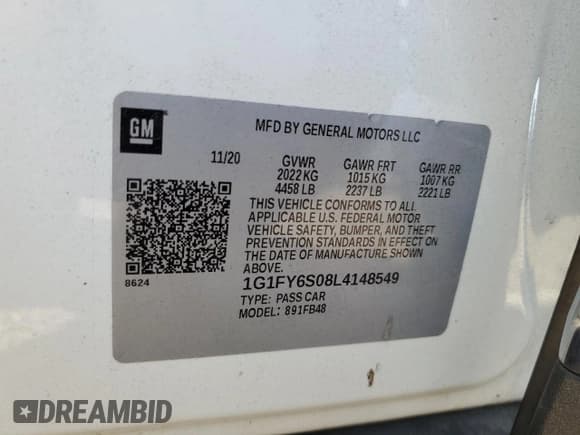 GM
MFD BY GENERAL MOTORS LLC
11/20 GVWR GAWR FRT GAWR RR
2022 KG 1015 KG 1007 KG
4458 LB 2237 LB 2221 LB
THIS VEHICLE CONFORMS TO ALL
APPLICABLE U.S. FEDERAL MOTOR
VEHICLE SAFETY, BUMPER, AND THEFT
PREVENTION STANDARDS IN EFFECT ON
THE DATE OF MANUFACTURE SHOWN
ABOVE.
8624
1G1FY6S08L4148549
TYPE: PASS CAR
MODEL: 891FB48
DREAMBID